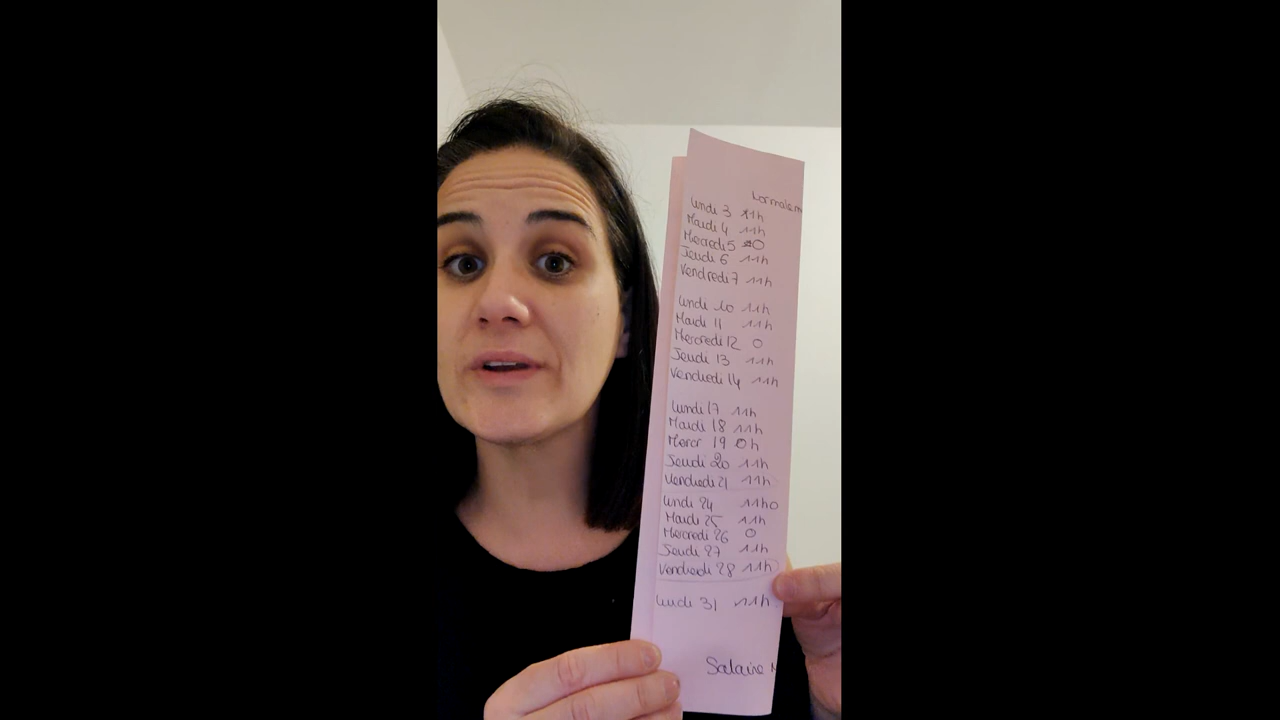 lundi 3 11h
Mardi 4 11h
Mercredi 5 0
Jeudi 6 11h
Vendredi 7 11h
lundi 10 11h
Mardi 11 11h
Mercredi 12 0
Jeudi 13 11h
Vendredi 14 11h
lundi 17 11h
Mardi 18 11h
Mercr 19 0h
Jeudi 20 11h
Vendredi 21 11h
lundi 24 11h0
Mardi 25 11h
Mercredi 26 0
Jeudi 27 11h
Vendredi 28 11h
lundi 31 11h
Salaire